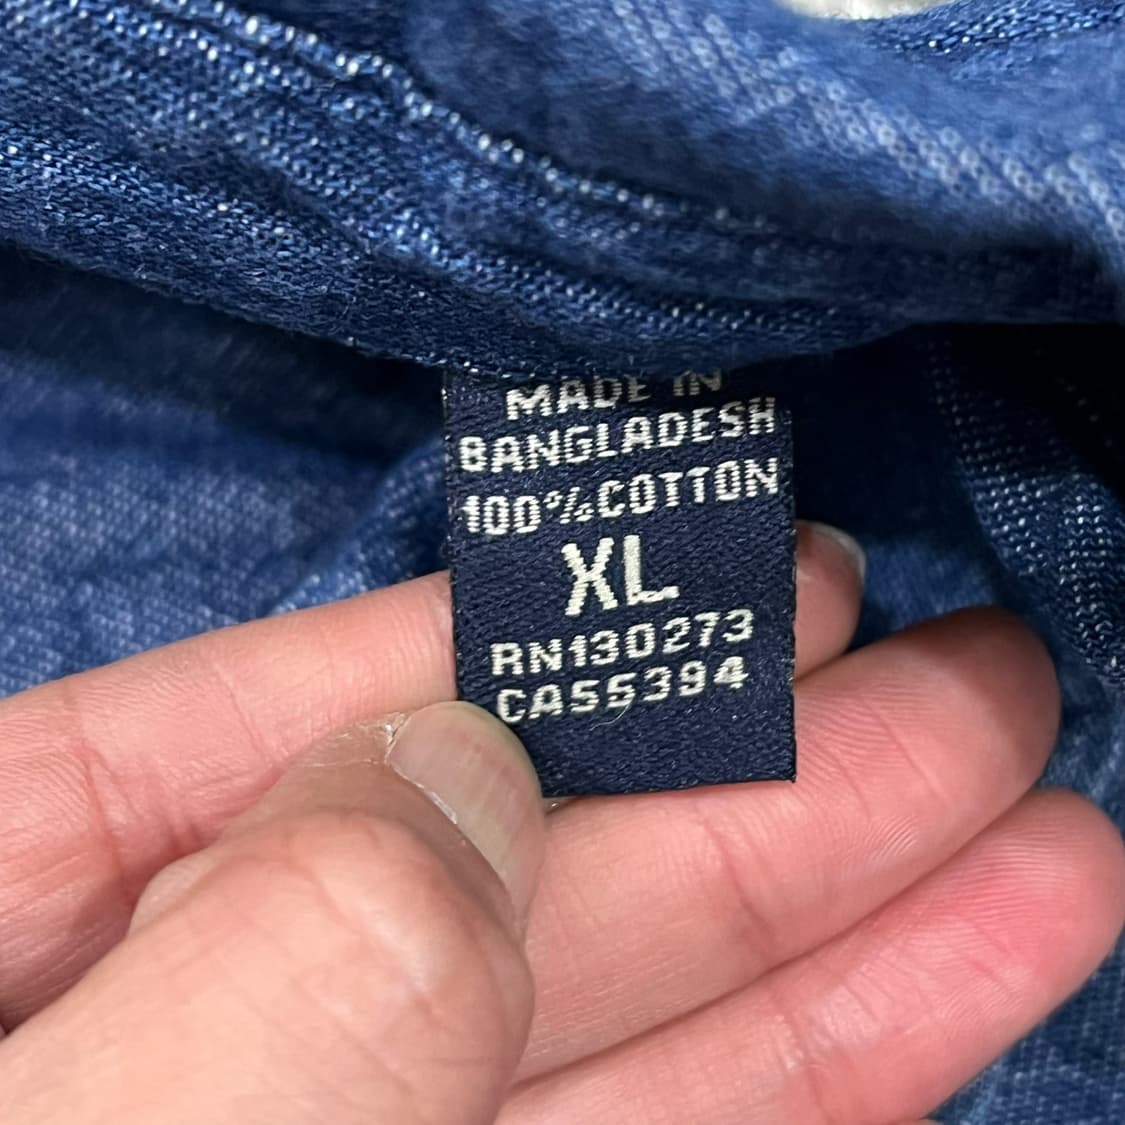 MADE IN
BANGLADESH
100%COTTON
XL
RN130273
CA55394